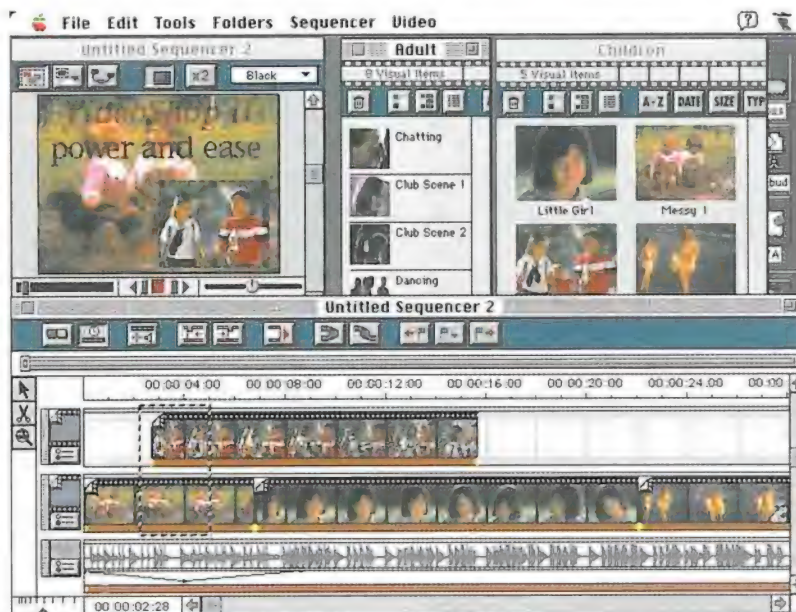 File Edit Tools Folders Sequencer Video
Untitled Sequencer 2
Adult
Children
8 Visual Items
5 Visual Items
x2
Black
A-Z DATE SIZE TYP
power and ease
Chatting
Club Scene 1
Club Scene 2
Dancing
Little Girl
Messy 1
Untitled Sequencer 2
00:00:04:00 00:00:08:00 00:00:12:00 00:00:16:00 00:00:20:00 00:00:24:00 00:00
00:00:02:28